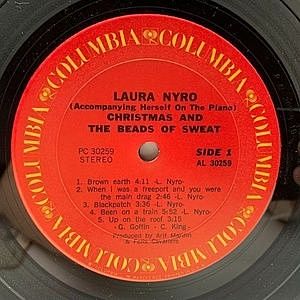 COLUMBIA COLUMBIA COLUMBIA COLUMBIA COLUMBIA COLUMBIA
LAURA NYRO
(Accompanying Herself On The Piano)
CHRISTMAS AND
THE BEADS OF SWEAT
PC 30259
STEREO
SIDE 1
AL 30259
1. Brown earth 4:11 -L. Nyro-
2. When I was a freeport and you were
the main drag 2:46 -L. Nyro-
3. Blackpatch 3:36 -L. Nyro-
4. Been on a train 5:52 -L. Nyro-
5. Up on the roof 3:15
-G. Goffin - C. King-
Produced by Arif Mardin
& Felix Cavaliere